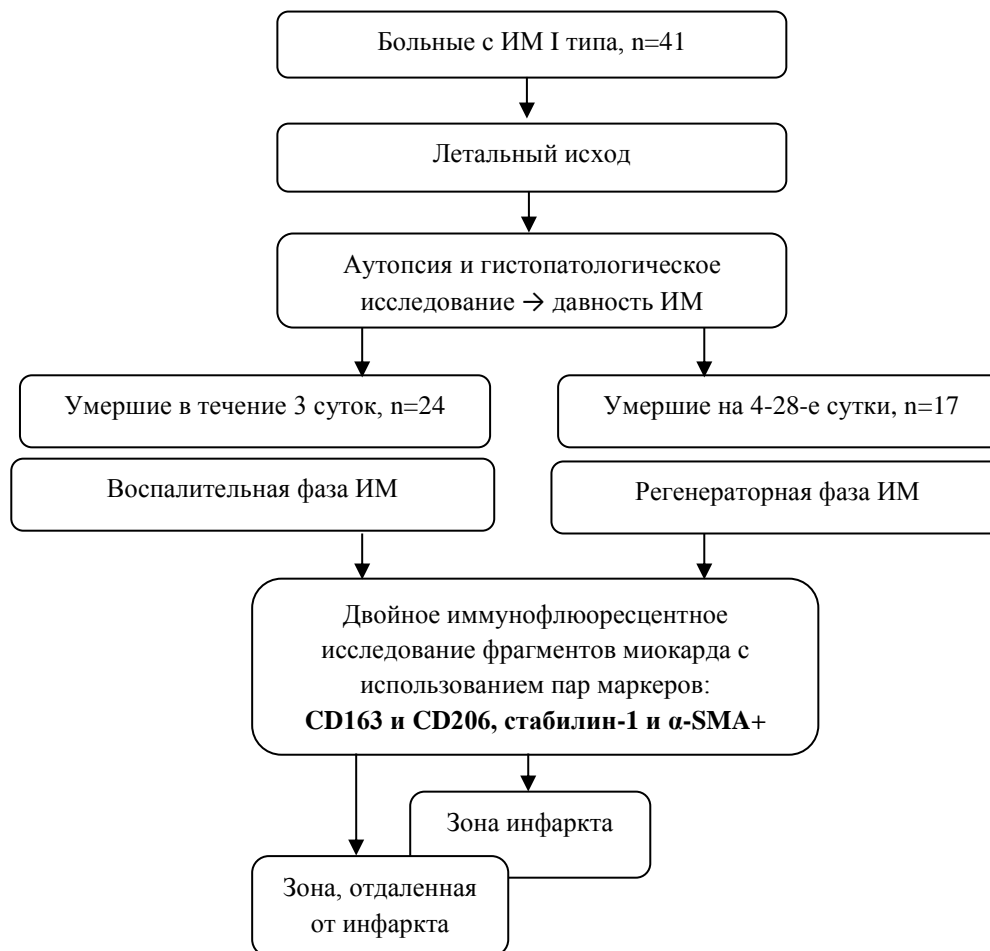 Больные с ИМ I типа, n=41
Летальный исход
Аутопсия и гистопатологическое
исследование → давность ИМ
Умершие в течение 3 суток, n=24
Умершие на 4-28-е сутки, n=17
Воспалительная фаза ИМ
Регенераторная фаза ИМ
Двойное иммунофлюоресцентное
исследование фрагментов миокарда с
использованием пар маркеров:
CD163 и CD206, стабилин-1 и α-SMA+
Зона инфаркта
Зона, отдаленная
от инфаркта